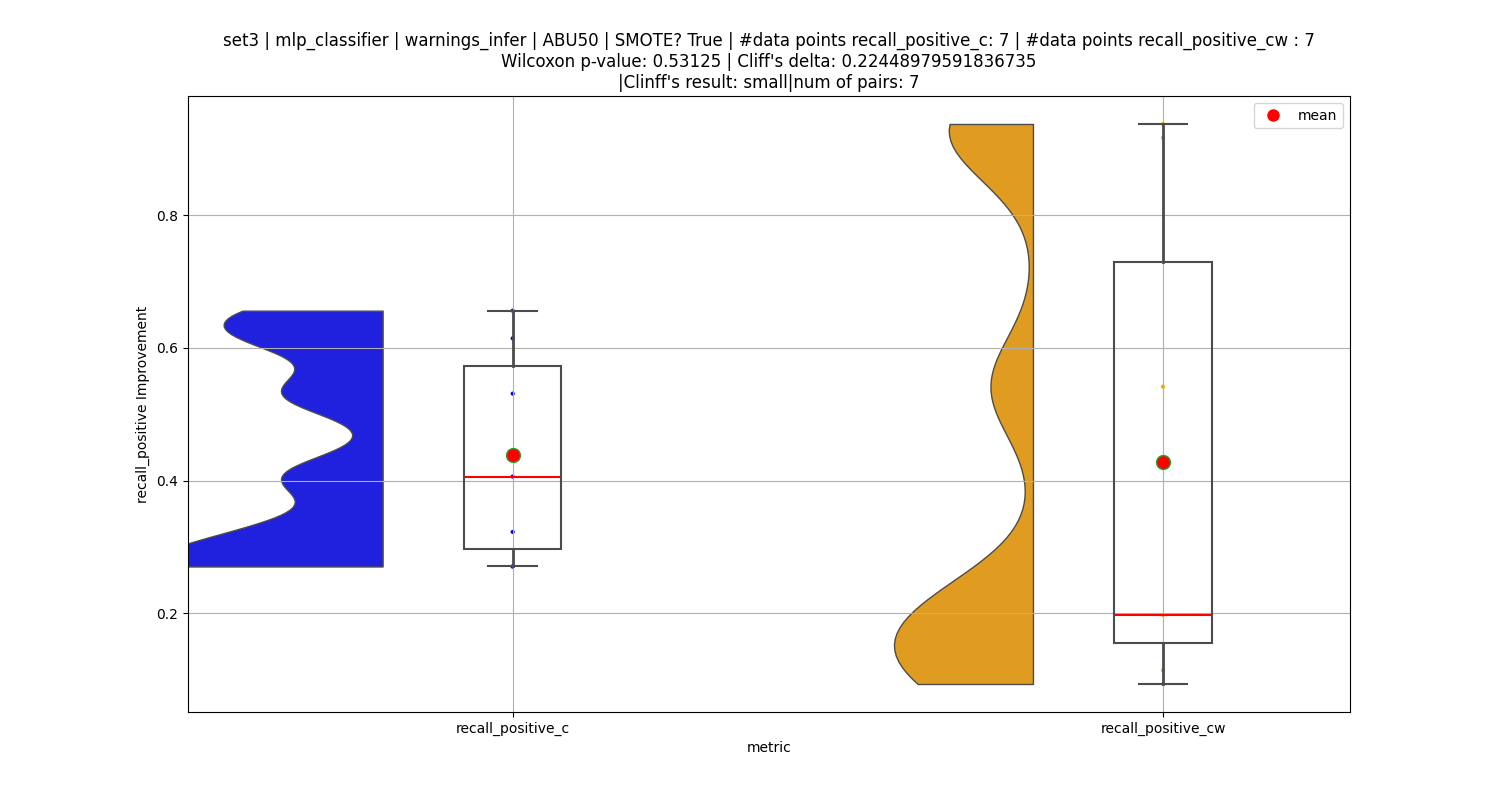 set3 | mlp_classifier | warnings_infer | ABU50 | SMOTE? True | #data points recall_positive_c: 7 | #data points recall_positive_cw : 7
Wilcoxon p-value: 0.53125 | Cliff's delta: 0.22448979591836735
|Clinff's result: small|num of pairs: 7
mean
0.8
0.6
0.4
0.2
recall_positive Improvement
recall_positive_c
recall_positive_cw
metric